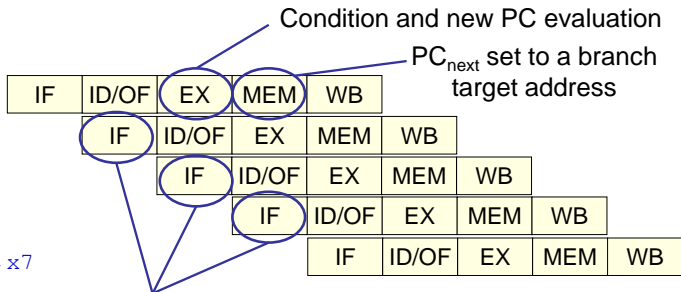 Condition and new PC evaluation
PCnext set to a branch
target address
IF ID/OF EX MEM WB
IF ID/OF EX MEM WB
IF ID/OF EX MEM WB
IF ID/OF EX MEM WB
x7 IF ID/OF EX MEM WB